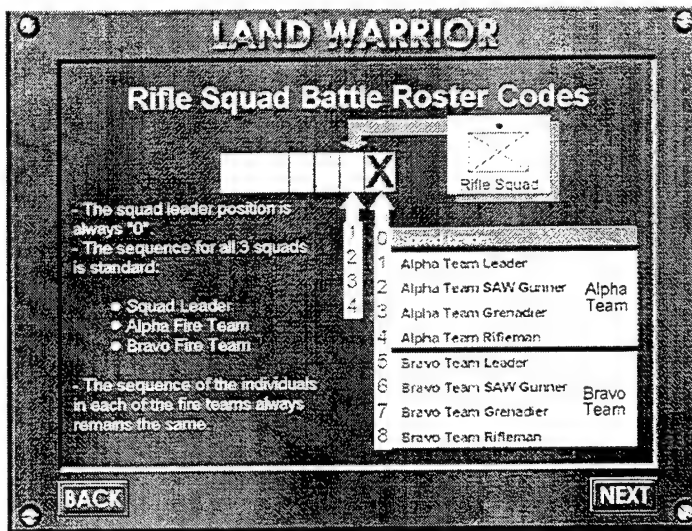 LAND WARRIOR
Rifle Squad Battle Roster Codes
X
Rifle Squad
- The squad leader position is
always "0".
- The sequence for all 3 squads
is standard:
● Squad Leader
● Alpha Fire Team
● Bravo Fire Team
- The sequence of the individuals
in each of the fire teams always
remains the same.
1
2
3
4
0
1 Alpha Team Leader
2 Alpha Team SAW Gunner
3 Alpha Team Grenadier
4 Alpha Team Rifleman
Alpha
Team
5 Bravo Team Leader
6 Bravo Team SAW Gunner
7 Bravo Team Grenadier
8 Bravo Team Rifleman
Bravo
Team
BACK
NEXT